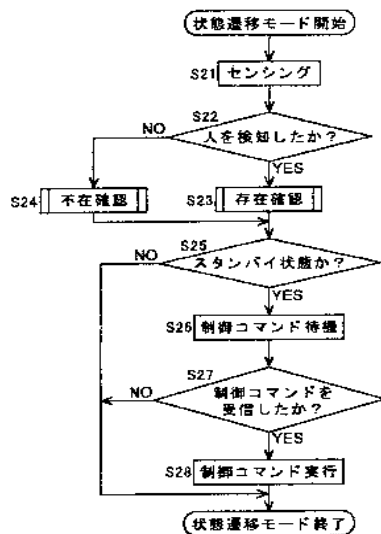 状態遷移モード開始
S21 センシング
S22
人を検知したか？
NO
YES
S24 不在確認
S23 存在確認
S25
スタンバイ状態か？
NO
YES
S26 制御コマンド待機
S27
制御コマンドを
受信したか？
NO
YES
S28 制御コマンド実行
状態遷移モード終了